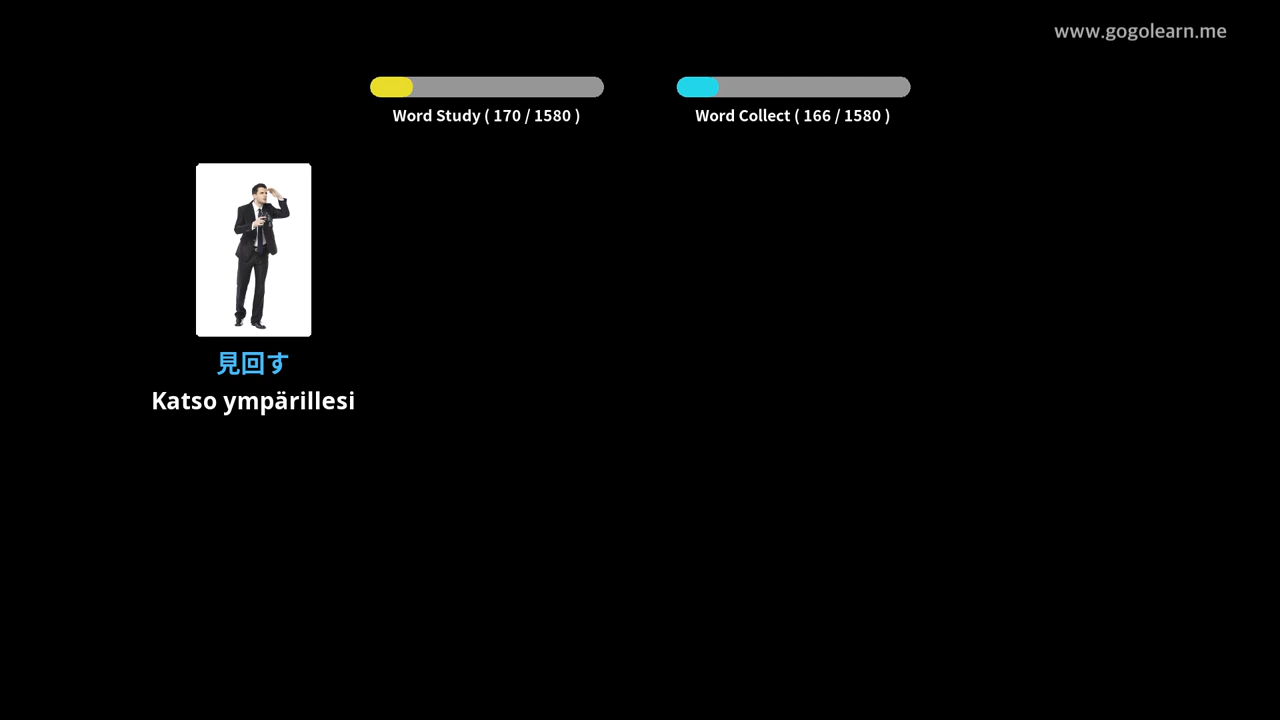 www.gogolearn.me
Word Study ( 170 / 1580 )
Word Collect ( 166 / 1580 )
見回す
Katso ympärillesi